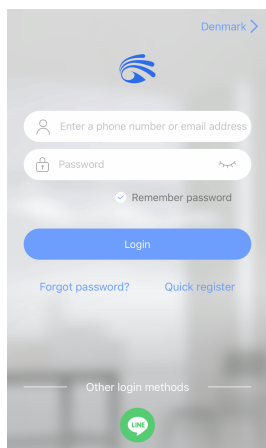 Denmark
Enter a phone number or email address
Password
Remember password
Login
Forgot password? Quick register
Other login methods
LINE